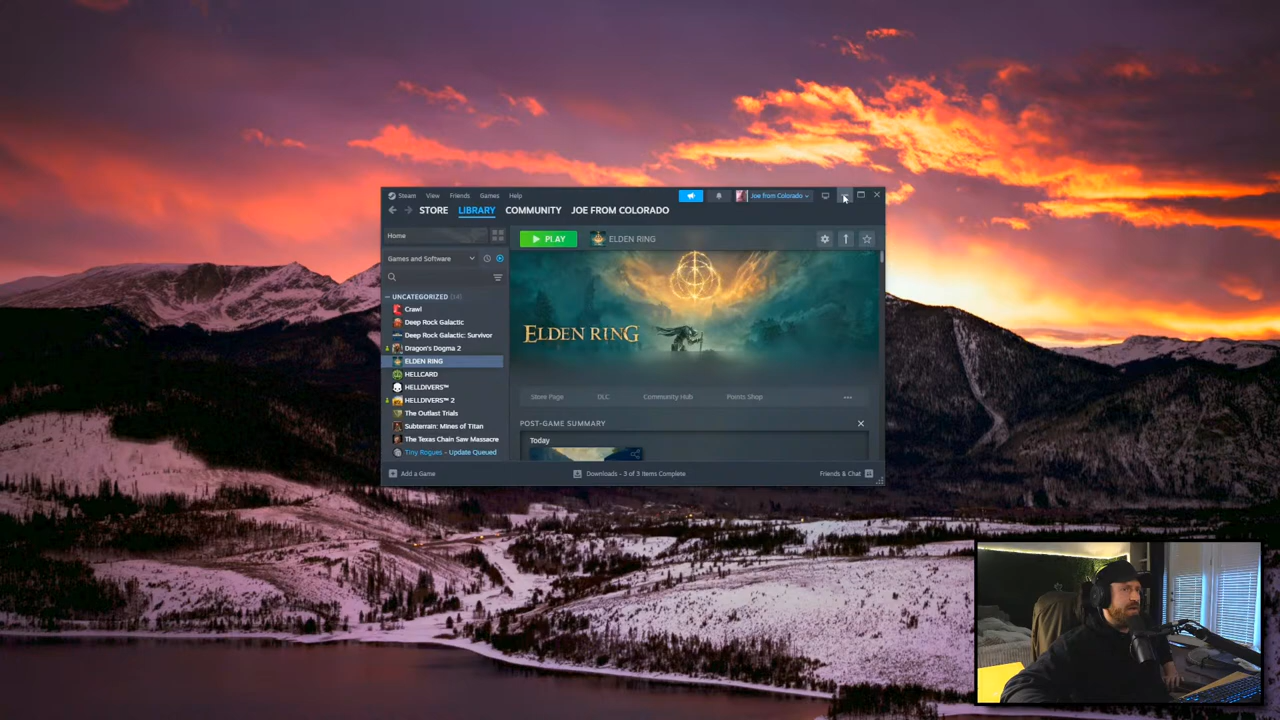 Steam View Friends Games Help Joe from Colorado
STORE LIBRARY COMMUNITY JOE FROM COLORADO
Home
PLAY ELDEN RING
Games and Software
ELDEN RING
UNCATEGORIZED
Crawl
Deep Rock Galactic
Deep Rock Galactic: Survivor
Dragon's Dogma 2
ELDEN RING
HELLCARD
HELLDIVERS™
HELLDIVERS™ 2
The Outlast Trials
Subterrain: Mines of Titan
The Texas Chain Saw Massacre
Tiny Rogues - Update Queued
Store Page DLC Community Hub Points Shop
POST-GAME SUMMARY
Today
Add a Game Downloads - 3 of 3 Items Complete Friends & Chat